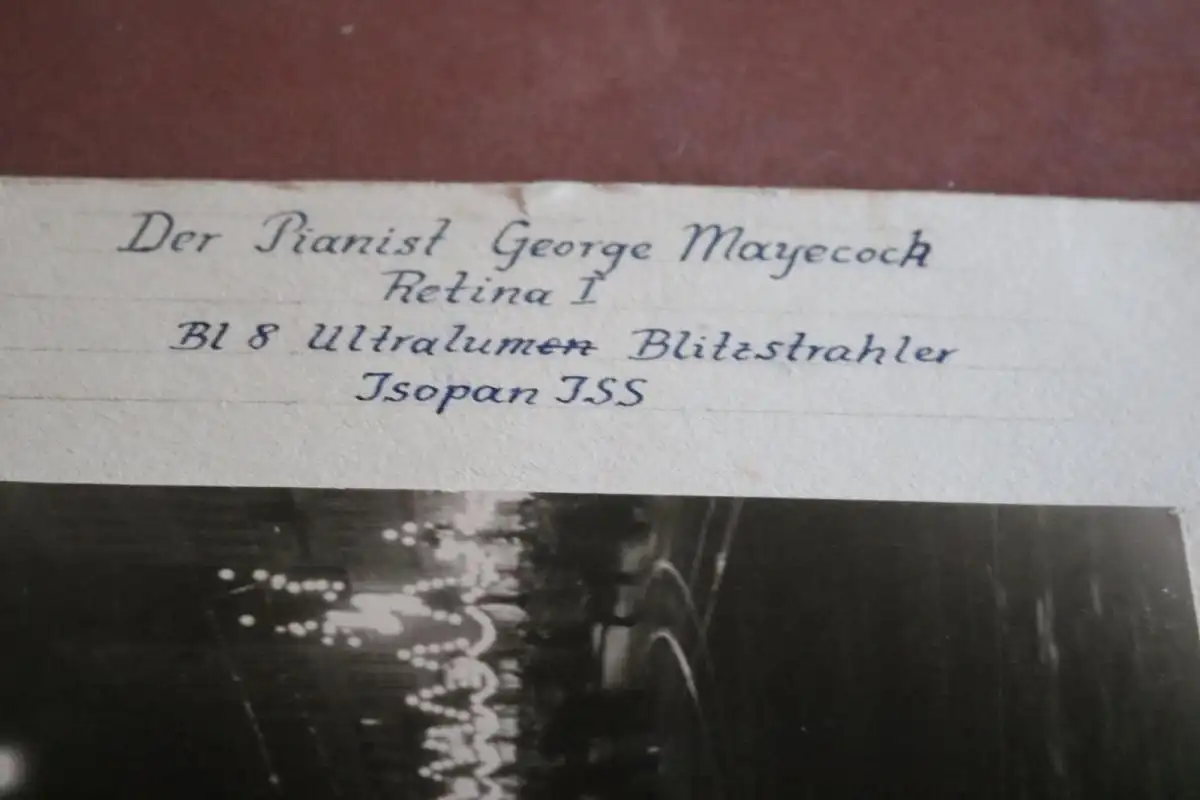 Der Pianist George Mayecock
Retina I
Bl 8 Ultralumen Blitzstrahler
Isopan ISS